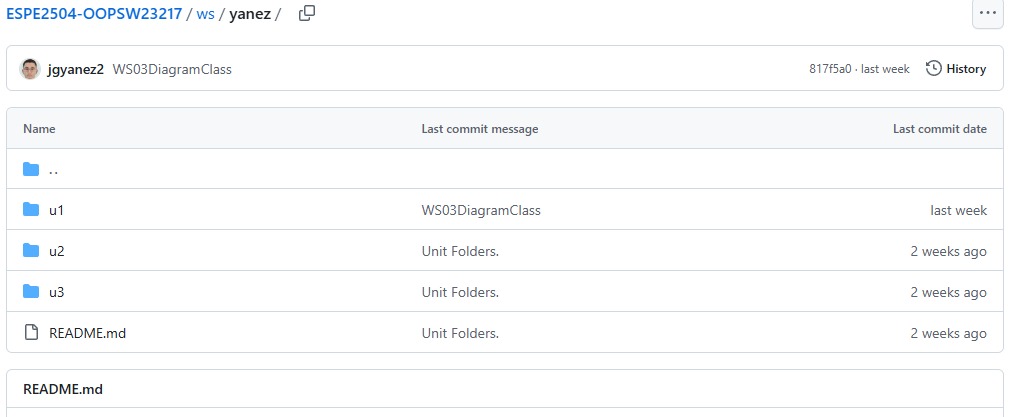 ESPE2504-OOPSW23217 / ws / yanez /
jgyanez2 WS03DiagramClass 817f5a0 · last week History
Name Last commit message Last commit date
..
u1 WS03DiagramClass last week
u2 Unit Folders. 2 weeks ago
u3 Unit Folders. 2 weeks ago
README.md Unit Folders. 2 weeks ago
README.md